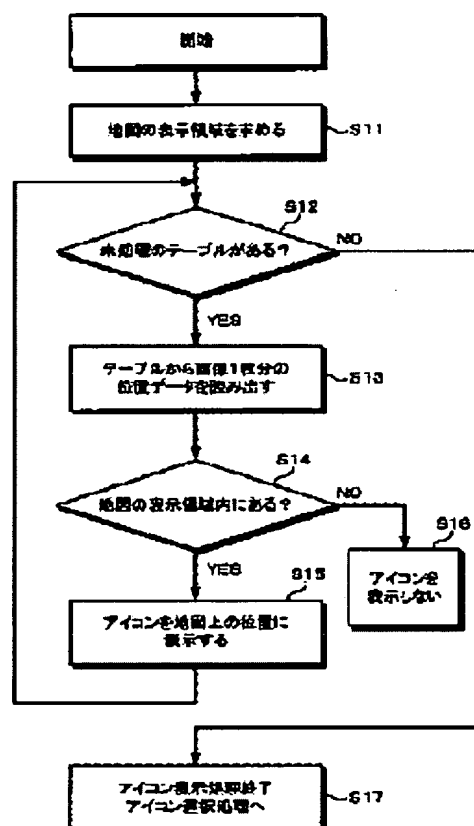 開始
地図の表示領域を求める
S11
S12
未処理のテーブルがある?
NO
YES
テーブルから画像1枚分の
位置データを読み出す
S13
S14
地図の表示領域内にある?
NO
YES
S15
アイコンを地図上の位置に
表示する
S16
アイコンを
表示しない
アイコン表示処理終了
アイコン選択処理へ
S17